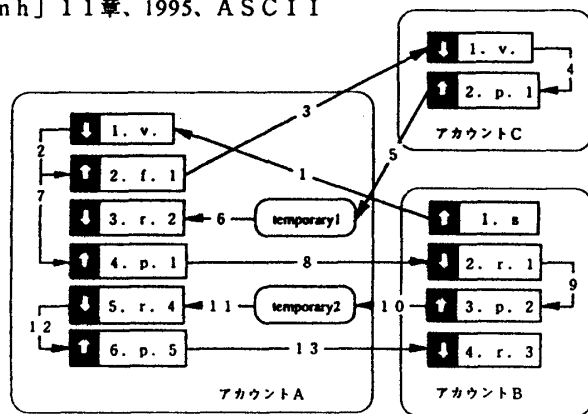 nh」11章、1995、ASCII
1. v.
2. p. 1
4
アカウントC
3
5
1. v.
2
2. f. 1
7
3. r. 2
6
temporary1
1
1. s
4. p. 1
8
2. r. 1
9
5. r. 4
11
temporary2
10
3. p. 2
12
6. p. 5
13
4. r. 3
アカウントA
アカウントB